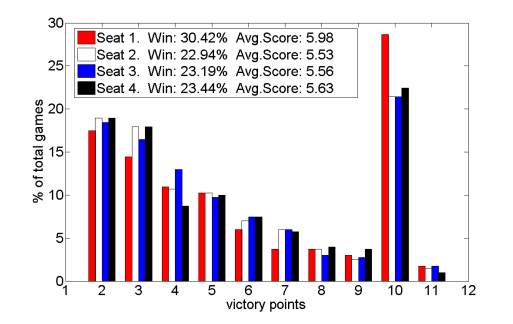 30
25
20
15
10
5
0
% of total games
Seat 1. Win: 30.42% Avg.Score: 5.98
Seat 2. Win: 22.94% Avg.Score: 5.53
Seat 3. Win: 23.19% Avg.Score: 5.56
Seat 4. Win: 23.44% Avg.Score: 5.63
1 2 3 4 5 6 7 8 9 10 11 12
victory points